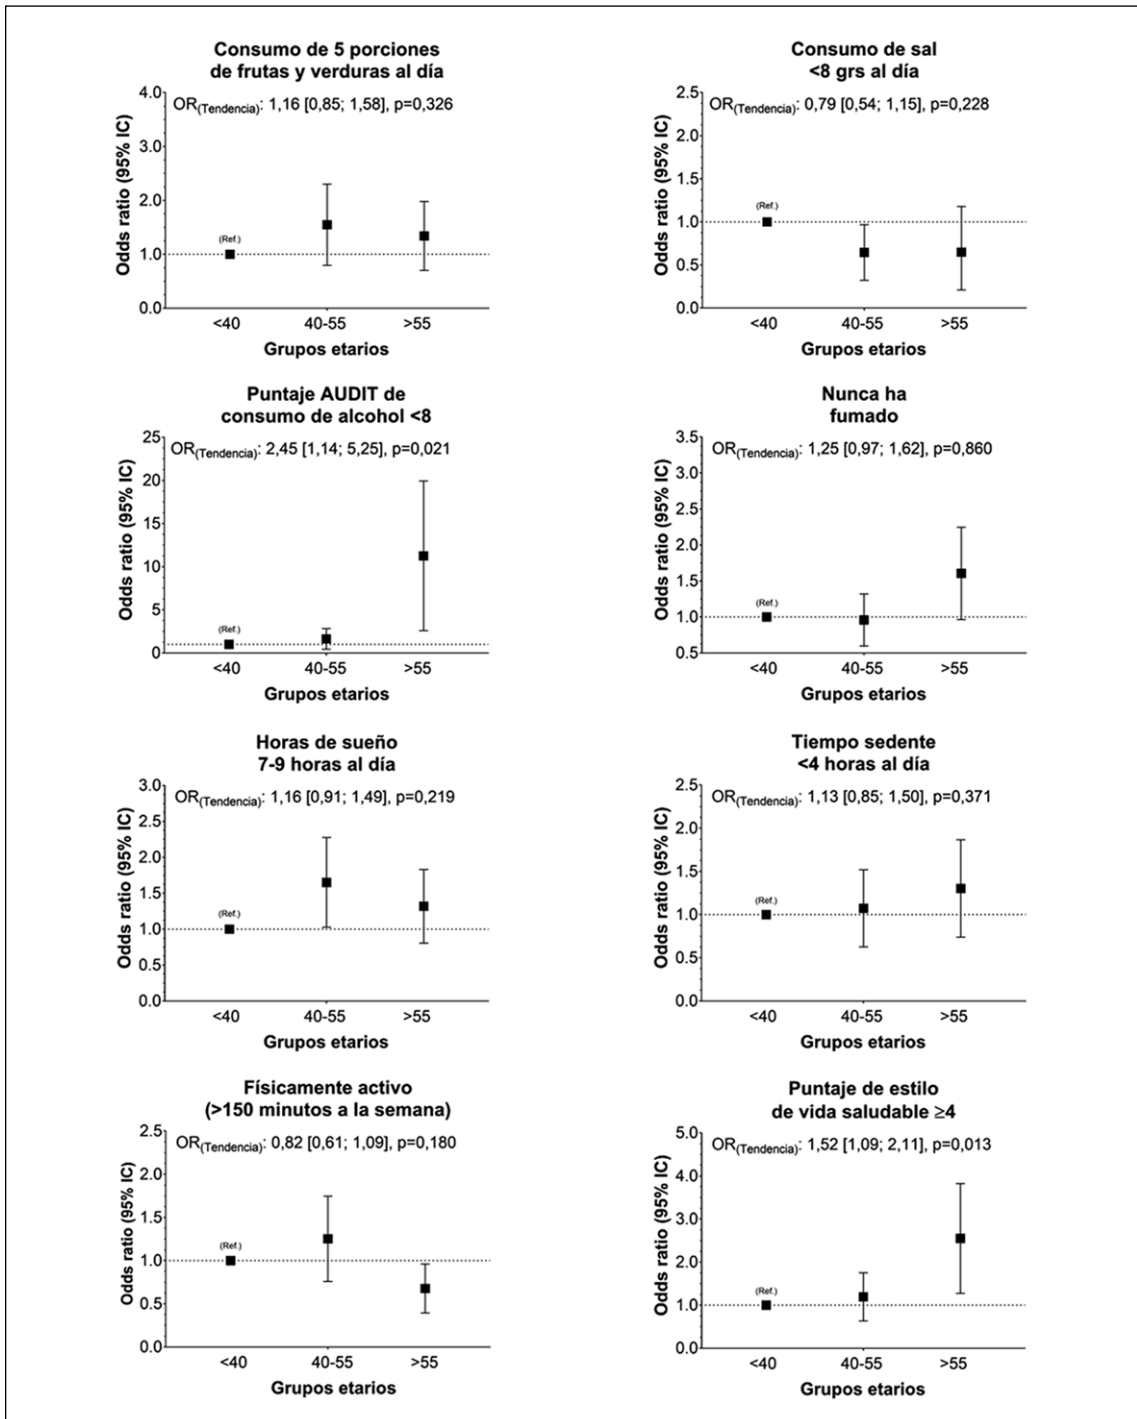 Consumo de 5 porciones
de frutas y verduras al día
OR(Tendencia): 1,16 [0,85; 1,58], p=0,326
Odds ratio (95% IC)
4.0
3.0
2.0
1.0
0.0
(Ref.)
<40
40-55
>55
Grupos etarios
Consumo de sal
<8 grs al día
OR(Tendencia): 0,79 [0,54; 1,15], p=0,228
Odds ratio (95% IC)
2.5
2.0
1.5
1.0
0.5
0.0
(Ref.)
<40
40-55
>55
Grupos etarios
Puntaje AUDIT de
consumo de alcohol <8
OR(Tendencia): 2,45 [1,14; 5,25], p=0,021
Odds ratio (95% IC)
25
20
15
10
5
0
(Ref.)
<40
40-55
>55
Grupos etarios
Nunca ha
fumado
OR(Tendencia): 1,25 [0,97; 1,62], p=0,860
Odds ratio (95% IC)
3.5
3.0
2.5
2.0
1.5
1.0
0.5
(Ref.)
<40
40-55
>55
Grupos etarios
Horas de sueño
7-9 horas al día
OR(Tendencia): 1,16 [0,91; 1,49], p=0,219
Odds ratio (95% IC)
3.0
2.5
2.0
1.5
1.0
0.5
0.0
(Ref.)
<40
40-55
>55
Grupos etarios
Tiempo sedente
<4 horas al día
OR(Tendencia): 1,13 [0,85; 1,50], p=0,371
Odds ratio (95% IC)
2.5
2.0
1.5
1.0
0.5
0.0
(Ref.)
<40
40-55
>55
Grupos etarios
Físicamente activo
(>150 minutos a la semana)
OR(Tendencia): 0,82 [0,61; 1,09], p=0,180
Odds ratio (95% IC)
2.5
2.0
1.5
1.0
0.5
0.0
(Ref.)
<40
40-55
>55
Grupos etarios
Puntaje de estilo
de vida saludable ≥4
OR(Tendencia): 1,52 [1,09; 2,11], p=0,013
Odds ratio (95% IC)
5.0
4.0
3.0
2.0
1.0
0.0
(Ref.)
<40
40-55
>55
Grupos etarios